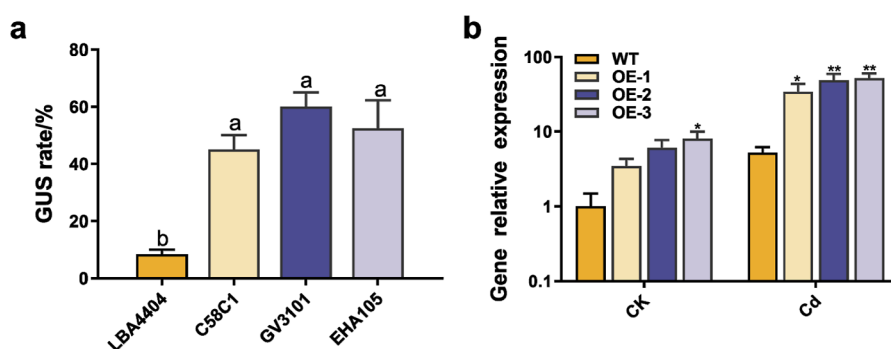 a
GUS rate/%
80
60
40
20
0
b
a
a
a
LBA4404
C58C1
GV3101
EHA105
b
Gene relative expression
100
10
1
0.1
WT
OE-1
OE-2
OE-3
*
*
**
**
CK
Cd